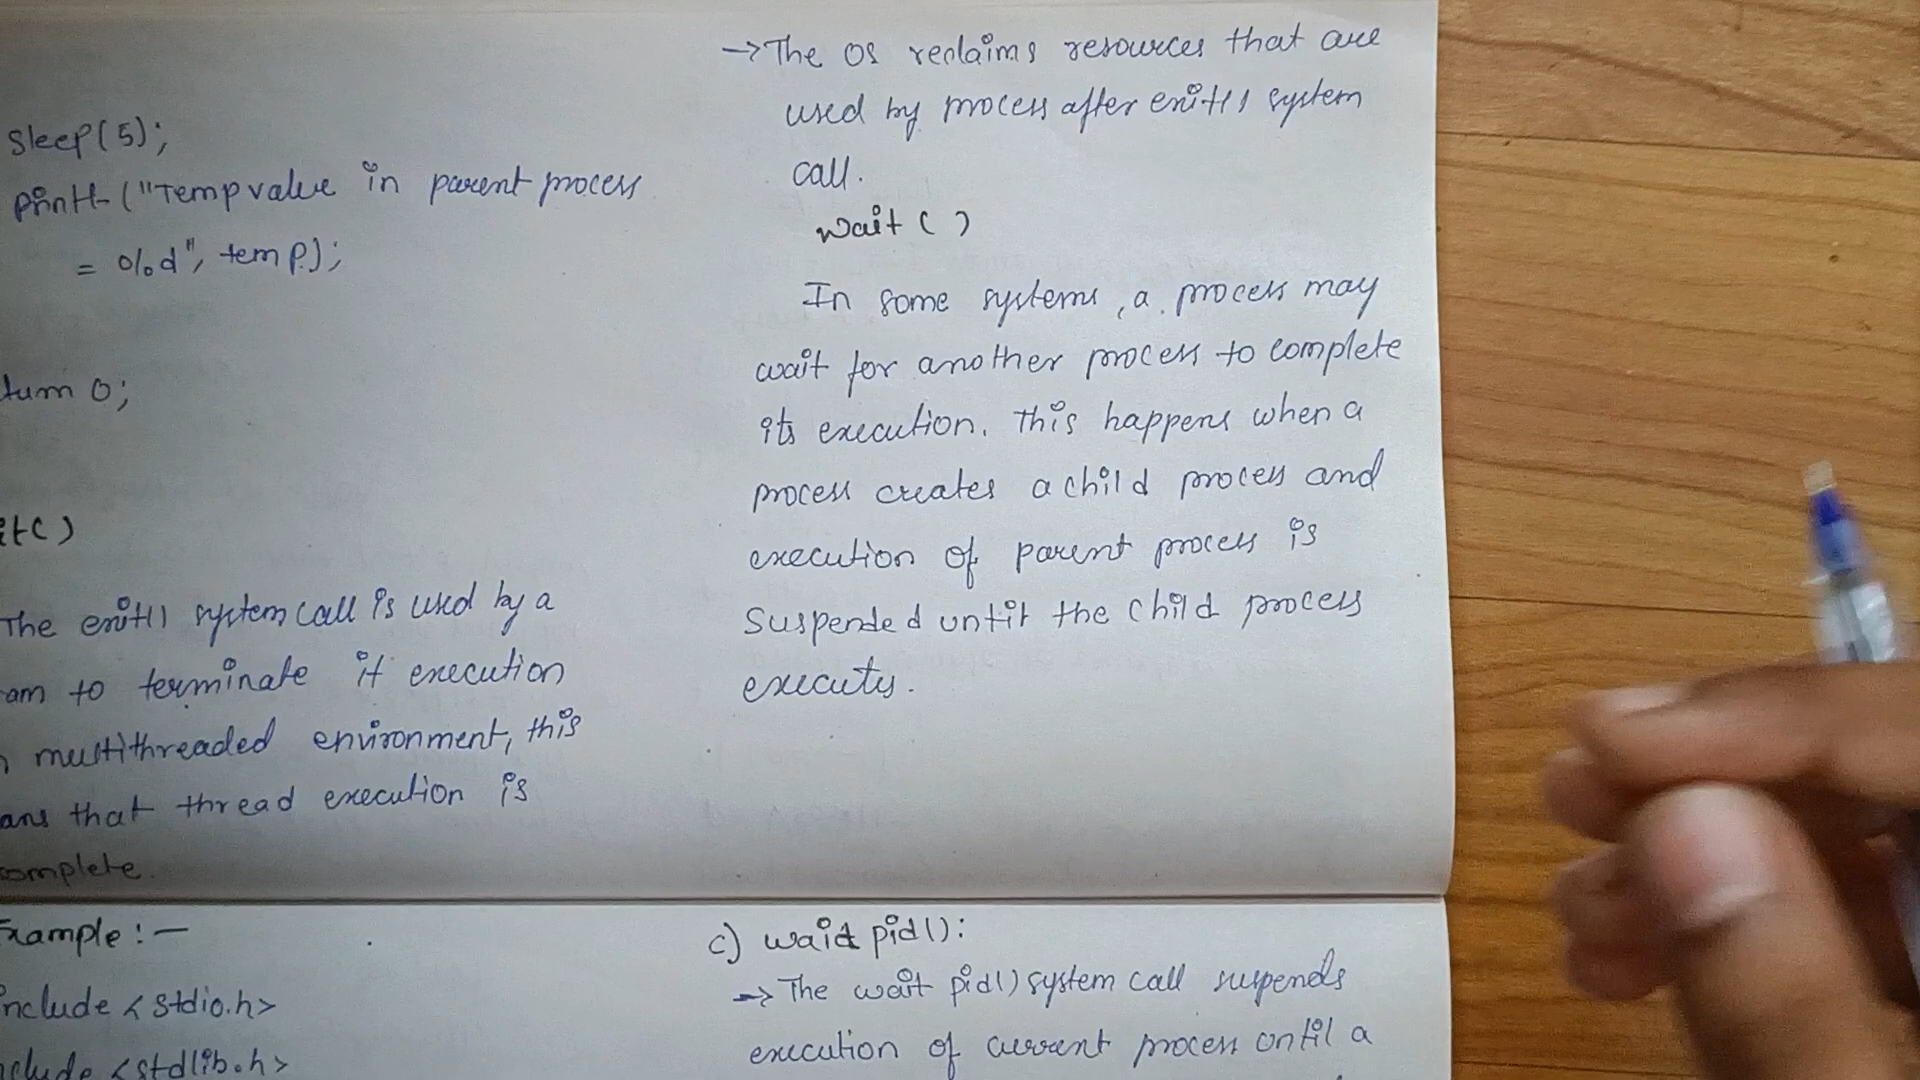 sleep(5);
printf("Temp value in parent process
= %d", temp);
turn 0;
it()
The exit() system call is used by a
am to terminate it execution
n multithreaded environment, this
ans that thread execution is
complete.
Example :-
include <stdio.h>
nclude <stdlib.h>
→ The OS reclaims resources that are
used by process after exit() system
call.
wait ( )
In some systems, a process may
wait for another process to complete
its execution. This happens when a
process creates a child process and
execution of parent process is
suspended until the child process
executes.
c) waitpid():
→ The wait pid() system call suspends
execution of current process until a